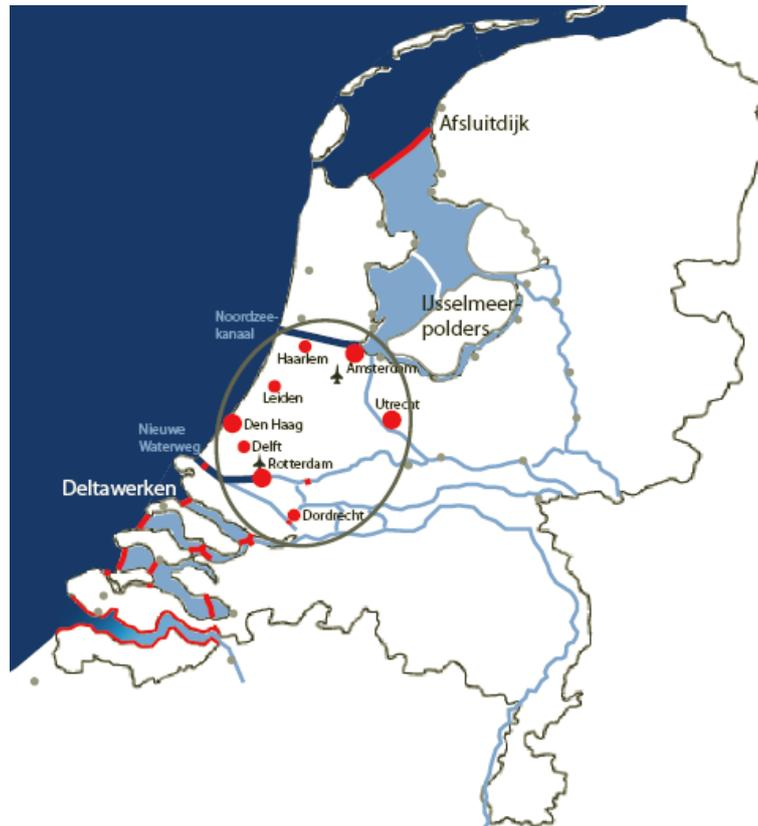 Afsluitdijk
IJsselmeer-
polders
Noordzee-
kanaal
Haarlem
Amsterdam
Leiden
Utrecht
Den Haag
Nieuwe
Waterweg
Delft
Rotterdam
Deltawerken
Dordrecht